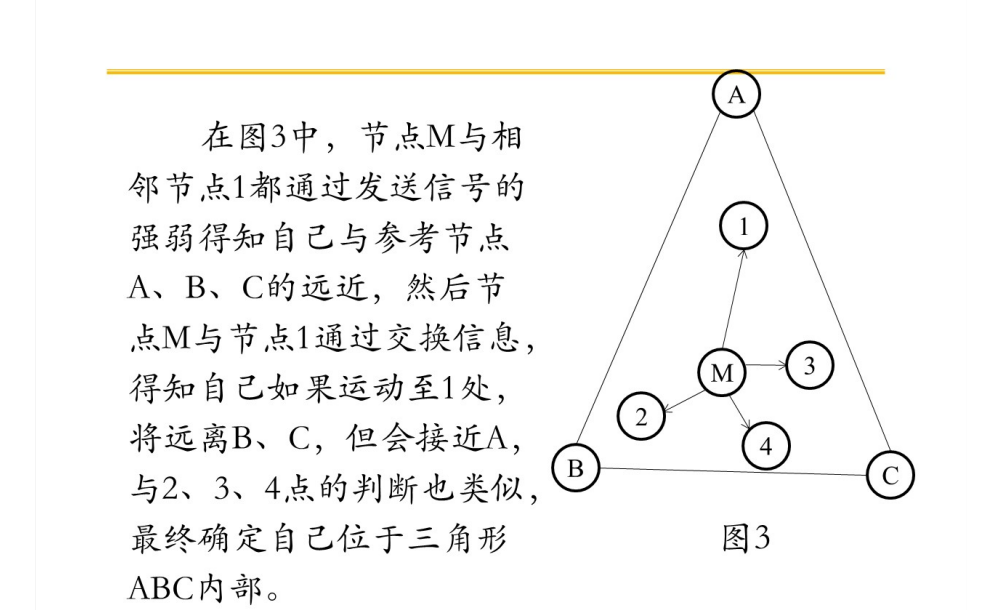 在图3中，节点M与相
邻节点1都通过发送信号的
强弱得知自己与参考节点
A、B、C的远近，然后节
点M与节点1通过交换信息，
得知自己如果运动至1处，
将远离B、C，但会接近A，
与2、3、4点的判断也类似，
最终确定自己位于三角形
ABC内部。
A
1
M
3
2
4
B
C
图3